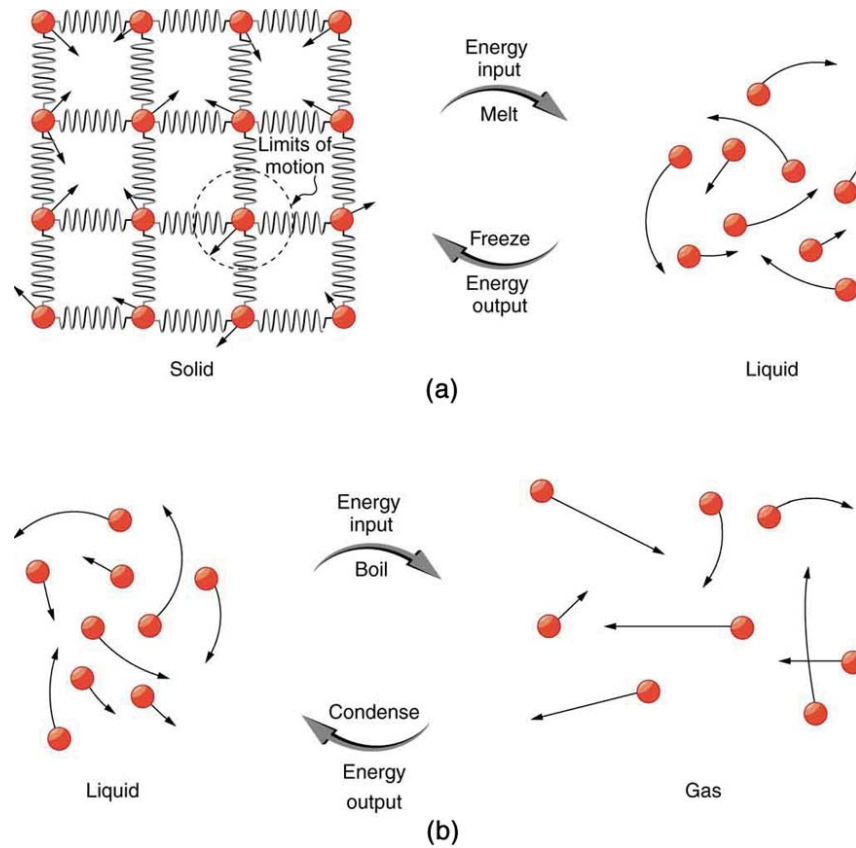 Energy
input
Melt
Limits of
motion
Freeze
Energy
output
Solid
Liquid
(a)
Energy
input
Boil
Condense
Energy
output
Liquid
Gas
(b)